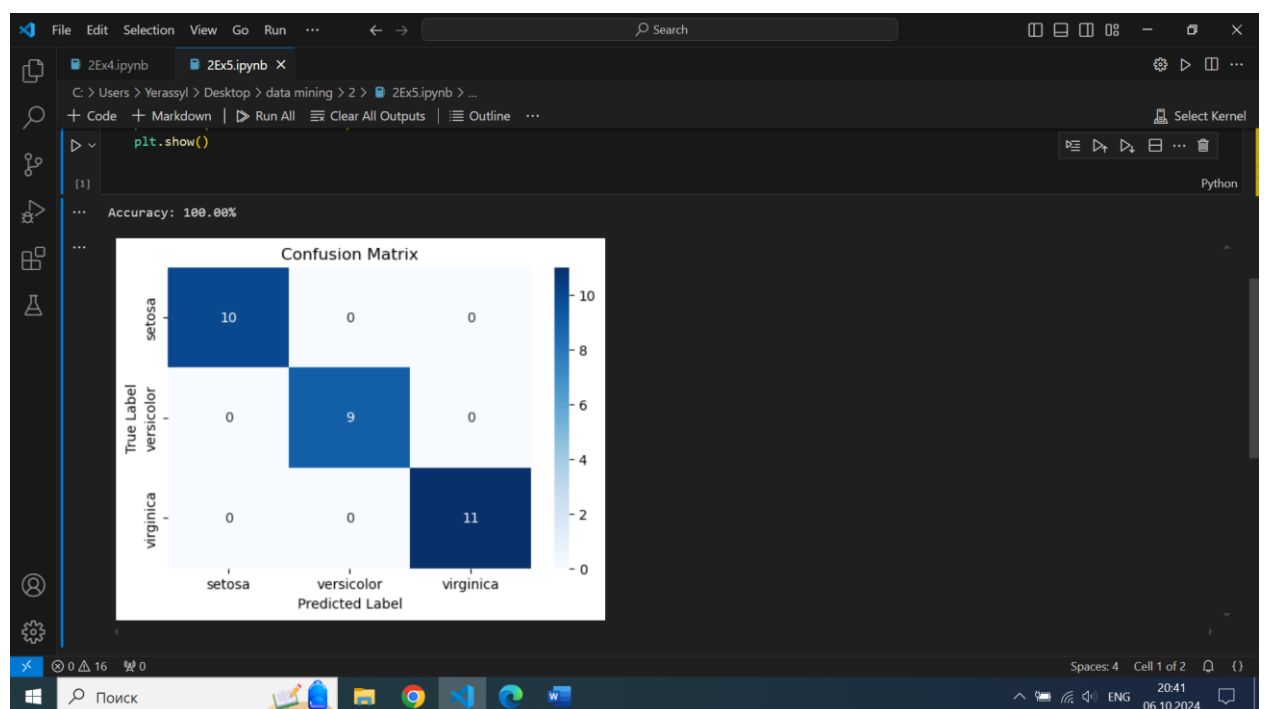 File Edit Selection View Go Run ··· ← → Search
2Ex4.ipynb 2Ex5.ipynb ×
C: > Users > Yerassyl > Desktop > data mining > 2 > 2Ex5.ipynb > ...
+ Code + Markdown | Run All Clear All Outputs | Outline ··· Select Kernel
plt.show()
[1] Python
··· Accuracy: 100.00%
···
Confusion Matrix
setosa 10 0 0
versicolor 0 9 0
virginica 0 0 11
True Label
10
8
6
4
2
0
setosa versicolor virginica
Predicted Label
0 16 0 Spaces: 4 Cell 1 of 2 {}
Поиск ENG 20:41
06.10.2024